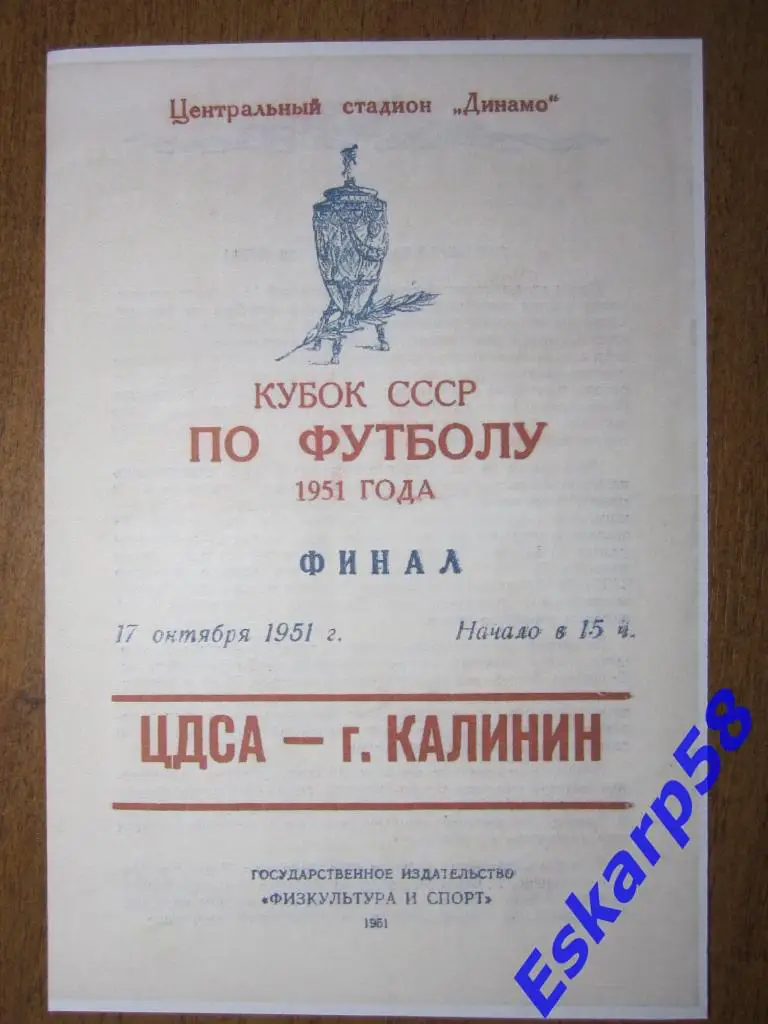 Центральный стадион „Динамо“
КУБОК СССР
ПО ФУТБОЛУ
1951 ГОДА
ФИНАЛ
17 октября 1951 г. Начало в 15 ч.
ЦДСА — г. КАЛИНИН
ГОСУДАРСТВЕННОЕ ИЗДАТЕЛЬСТВО
«ФИЗКУЛЬТУРА И СПОРТ»
1951
Eskarp58